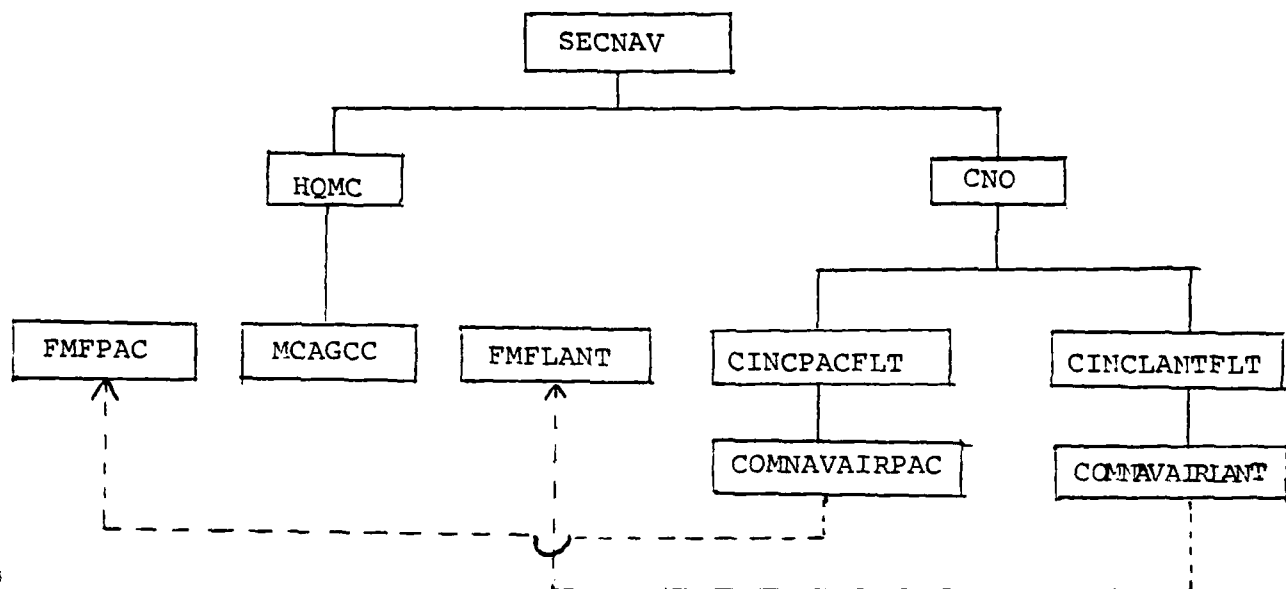 SECNAV
HQMC
CNO
FMFPAC
MCAGCC
FMFLANT
CINCPACFLT
CINCLANTFLT
COMNAVAIRPAC
COMNAVAIRLANT